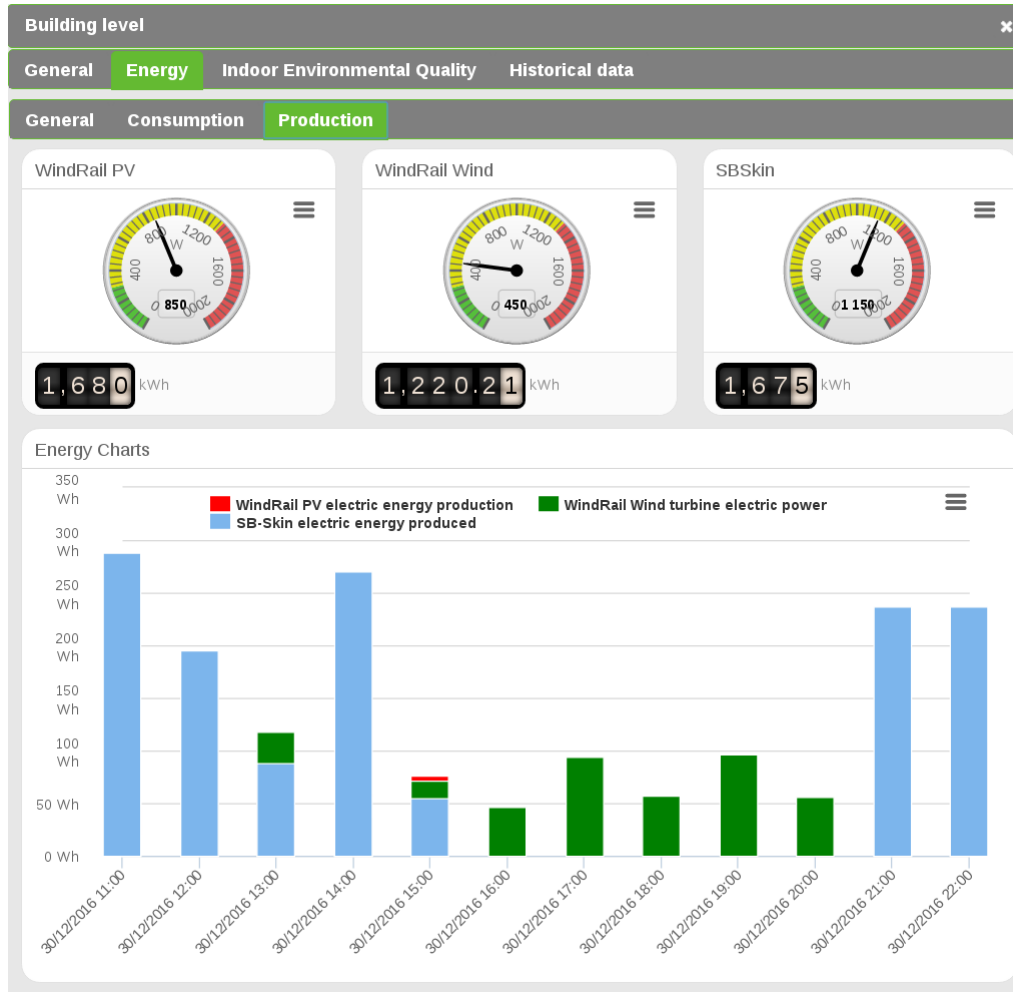 Building level ×
General Energy Indoor Environmental Quality Historical data
General Consumption Production
WindRail PV
0 400 800 1200 1600 2000
W
850
1,680 kWh
WindRail Wind
0 400 800 1200 1600 2000
W
450
1,220.21 kWh
SBSkin
0 400 800 1200 1600 2000
W
1 150
1,675 kWh
Energy Charts
WindRail PV electric energy production
WindRail Wind turbine electric power
SB-Skin electric energy produced
350 Wh
300 Wh
250 Wh
200 Wh
150 Wh
100 Wh
50 Wh
0 Wh
30/12/2016 11:00
30/12/2016 12:00
30/12/2016 13:00
30/12/2016 14:00
30/12/2016 15:00
30/12/2016 16:00
30/12/2016 17:00
30/12/2016 18:00
30/12/2016 19:00
30/12/2016 20:00
30/12/2016 21:00
30/12/2016 22:00